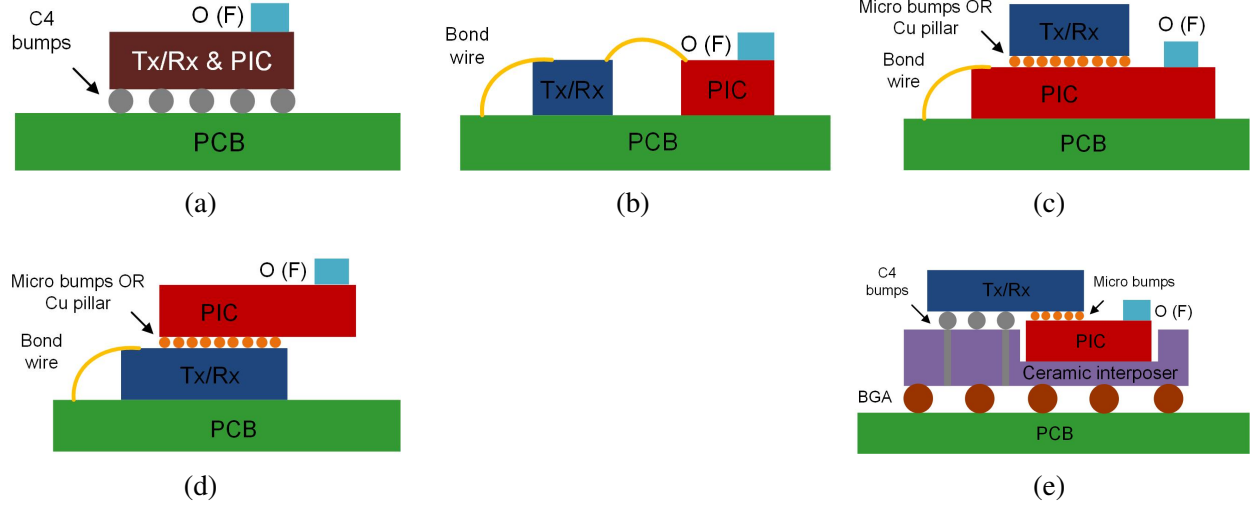 C4
bumps
O (F)
Tx/Rx & PIC
PCB
(a)
Bond
wire
O (F)
Tx/Rx
PIC
PCB
(b)
Micro bumps OR
Cu pillar
Bond
wire
Tx/Rx
O (F)
PIC
PCB
(c)
O (F)
Micro bumps OR
Cu pillar
PIC
Bond
wire
Tx/Rx
PCB
(d)
C4
bumps
Tx/Rx
Micro bumps
O (F)
PIC
Ceramic interposer
BGA
PCB
(e)